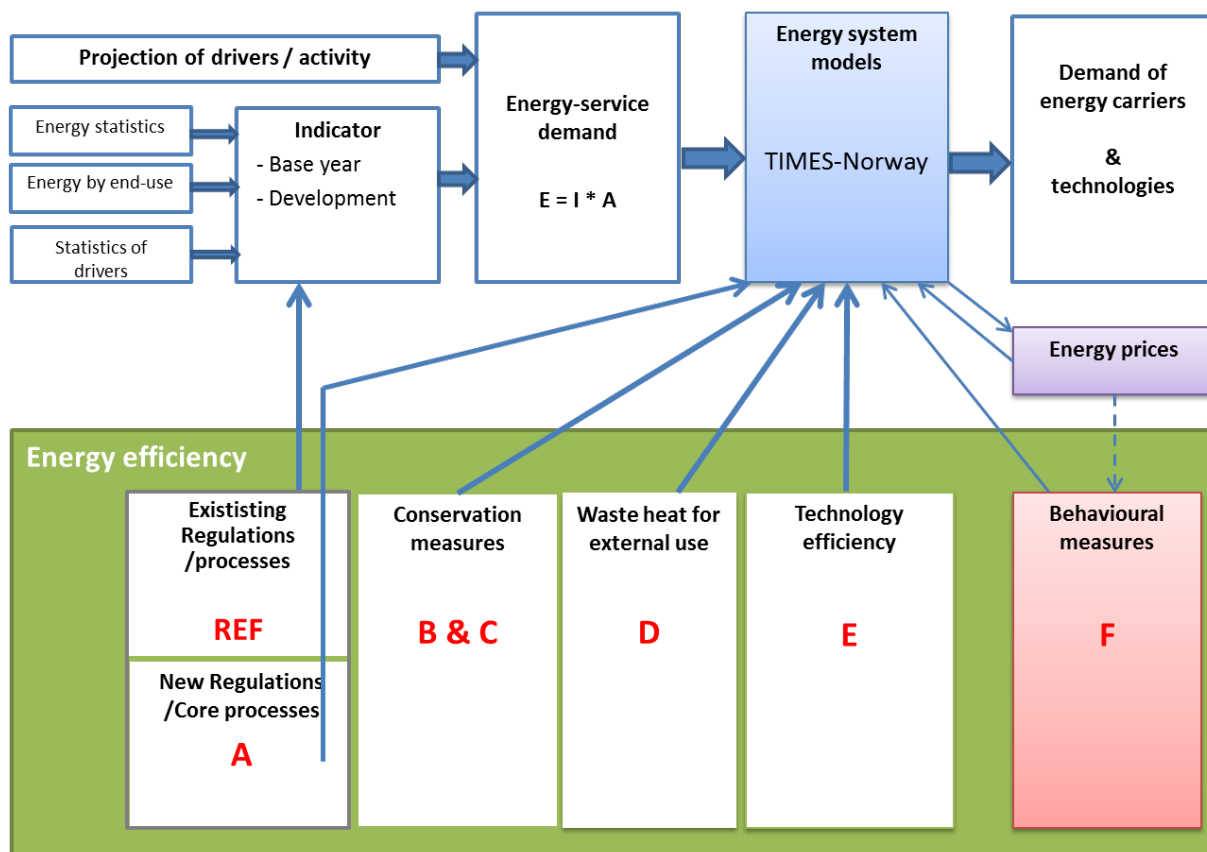 Projection of drivers / activity
Energy statistics
Energy by end-use
Statistics of
drivers
Indicator
- Base year
- Development
Energy-service
demand
E = I * A
Energy system
models
TIMES-Norway
Demand of
energy carriers
&
technologies
Energy prices
Energy efficiency
Exististing
Regulations
/processes
REF
New Regulations
/Core processes
A
Conservation
measures
B & C
Waste heat for
external use
D
Technology
efficiency
E
Behavioural
measures
F